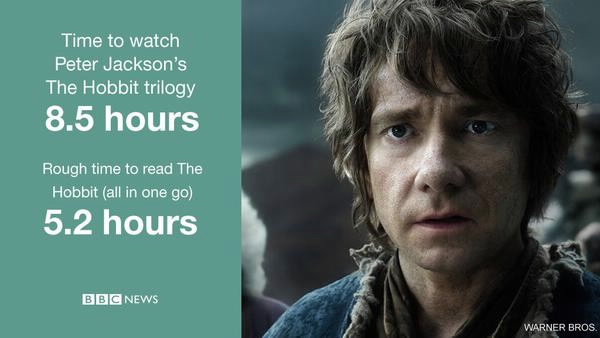 Time to watch
Peter Jackson's
The Hobbit trilogy
8.5 hours
Rough time to read The
Hobbit (all in one go)
5.2 hours
BBC NEWS
WARNER BROS.